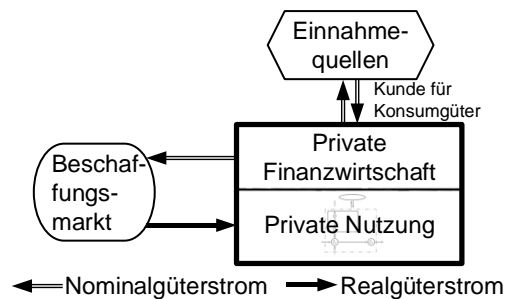 Einnahme-
quellen
Kunde für
Konsumgüter
Private
Finanzwirtschaft
Beschaf-
fungs-
markt
Private Nutzung
Nominalgüterstrom
Realgüterstrom